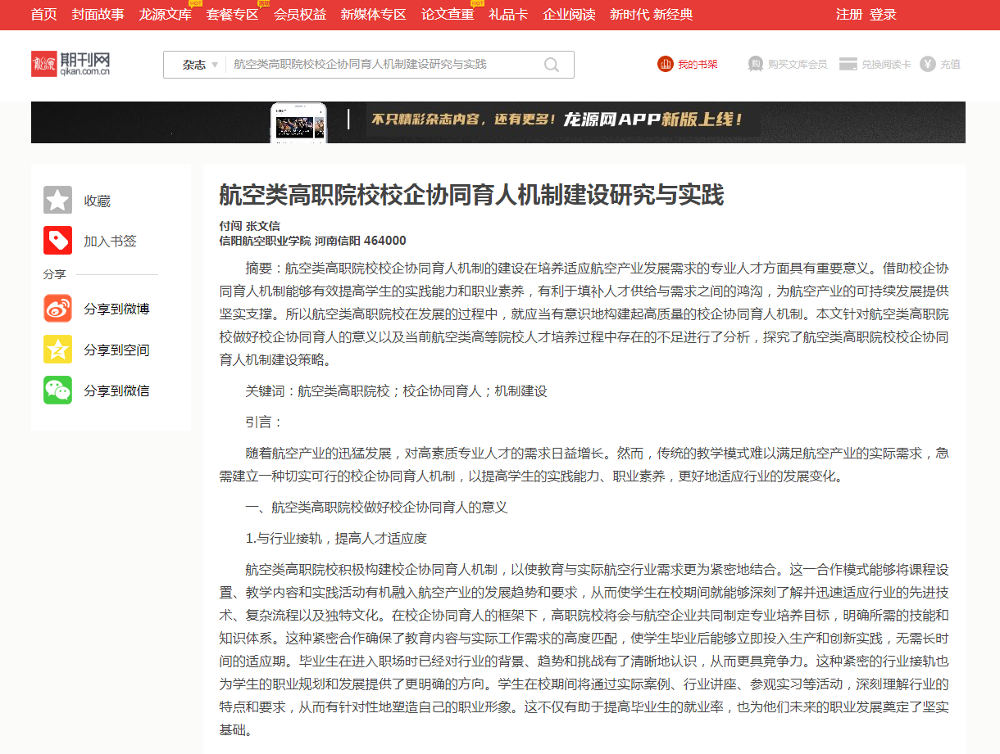 首页 封面故事 龙源文库 套餐专区 会员权益 新媒体专区 论文查重 礼品卡 企业阅读 新时代 新经典 注册 登录
HOT 活动 HOT
龙源 期刊网
qikan.com.cn
杂志 航空类高职院校校企协同育人机制建设研究与实践
我的书架 购买文库会员 兑换阅读卡 充值
不只精彩杂志内容，还有更多！龙源网APP新版上线！
收藏
加入书签
分享
分享到微博
分享到空间
分享到微信
航空类高职院校校企协同育人机制建设研究与实践
付闯 张文信
信阳航空职业学院 河南信阳 464000
摘要：航空类高职院校校企协同育人机制的建设在培养适应航空产业发展需求的专业人才方面具有重要意义。借助校企协
同育人机制能够有效提高学生的实践能力和职业素养，有利于填补人才供给与需求之间的鸿沟，为航空产业的可持续发展提供
坚实支撑。所以航空类高职院校在发展的过程中，就应当有意识地构建起高质量的校企协同育人机制。本文针对航空类高职院
校做好校企协同育人的意义以及当前航空类高等院校人才培养过程中存在的不足进行了分析，探究了航空类高职院校校企协同
育人机制建设策略。
关键词：航空类高职院校；校企协同育人；机制建设
引言：
随着航空产业的迅猛发展，对高素质专业人才的需求日益增长。然而，传统的教学模式难以满足航空产业的实际需求，急
需建立一种切实可行的校企协同育人机制，以提高学生的实践能力、职业素养，更好地适应行业的发展变化。
一、航空类高职院校做好校企协同育人的意义
1.与行业接轨，提高人才适应度
航空类高职院校积极构建校企协同育人机制，以使教育与实际航空行业需求更为紧密地结合。这一合作模式能够将课程设
置、教学内容和实践活动有机融入航空产业的发展趋势和要求，从而使学生在校期间就能够深刻了解并迅速适应行业的先进技
术、复杂流程以及独特文化。在校企协同育人的框架下，高职院校将会与航空企业共同制定专业培养目标，明确所需的技能和
知识体系。这种紧密合作确保了教育内容与实际工作需求的高度匹配，使学生毕业后能够立即投入生产和创新实践，无需长时
间的适应期。毕业生在进入职场时已经对行业的背景、趋势和挑战有了清晰地认识，从而更具竞争力。这种紧密的行业接轨也
为学生的职业规划和发展提供了更明确的方向。学生在校期间将通过实际案例、行业讲座、参观实习等活动，深刻理解行业的
特点和要求，从而有针对性地塑造自己的职业形象。这不仅有助于提高毕业生的就业率，也为他们未来的职业发展奠定了坚实
基础。